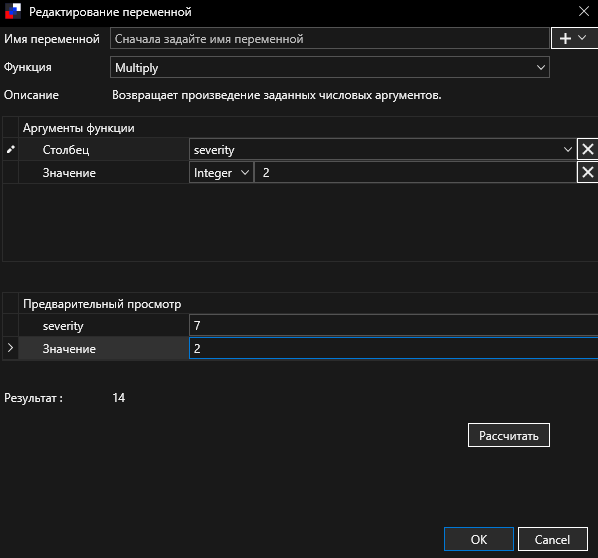 Редактирование переменной
Имя переменной Сначала задайте имя переменной
Функция Multiply
Описание Возвращает произведение заданных числовых аргументов.
Аргументы функции
Столбец severity
Значение Integer 2
Предварительный просмотр
severity 7
Значение 2
Результат : 14
Рассчитать
OK Cancel